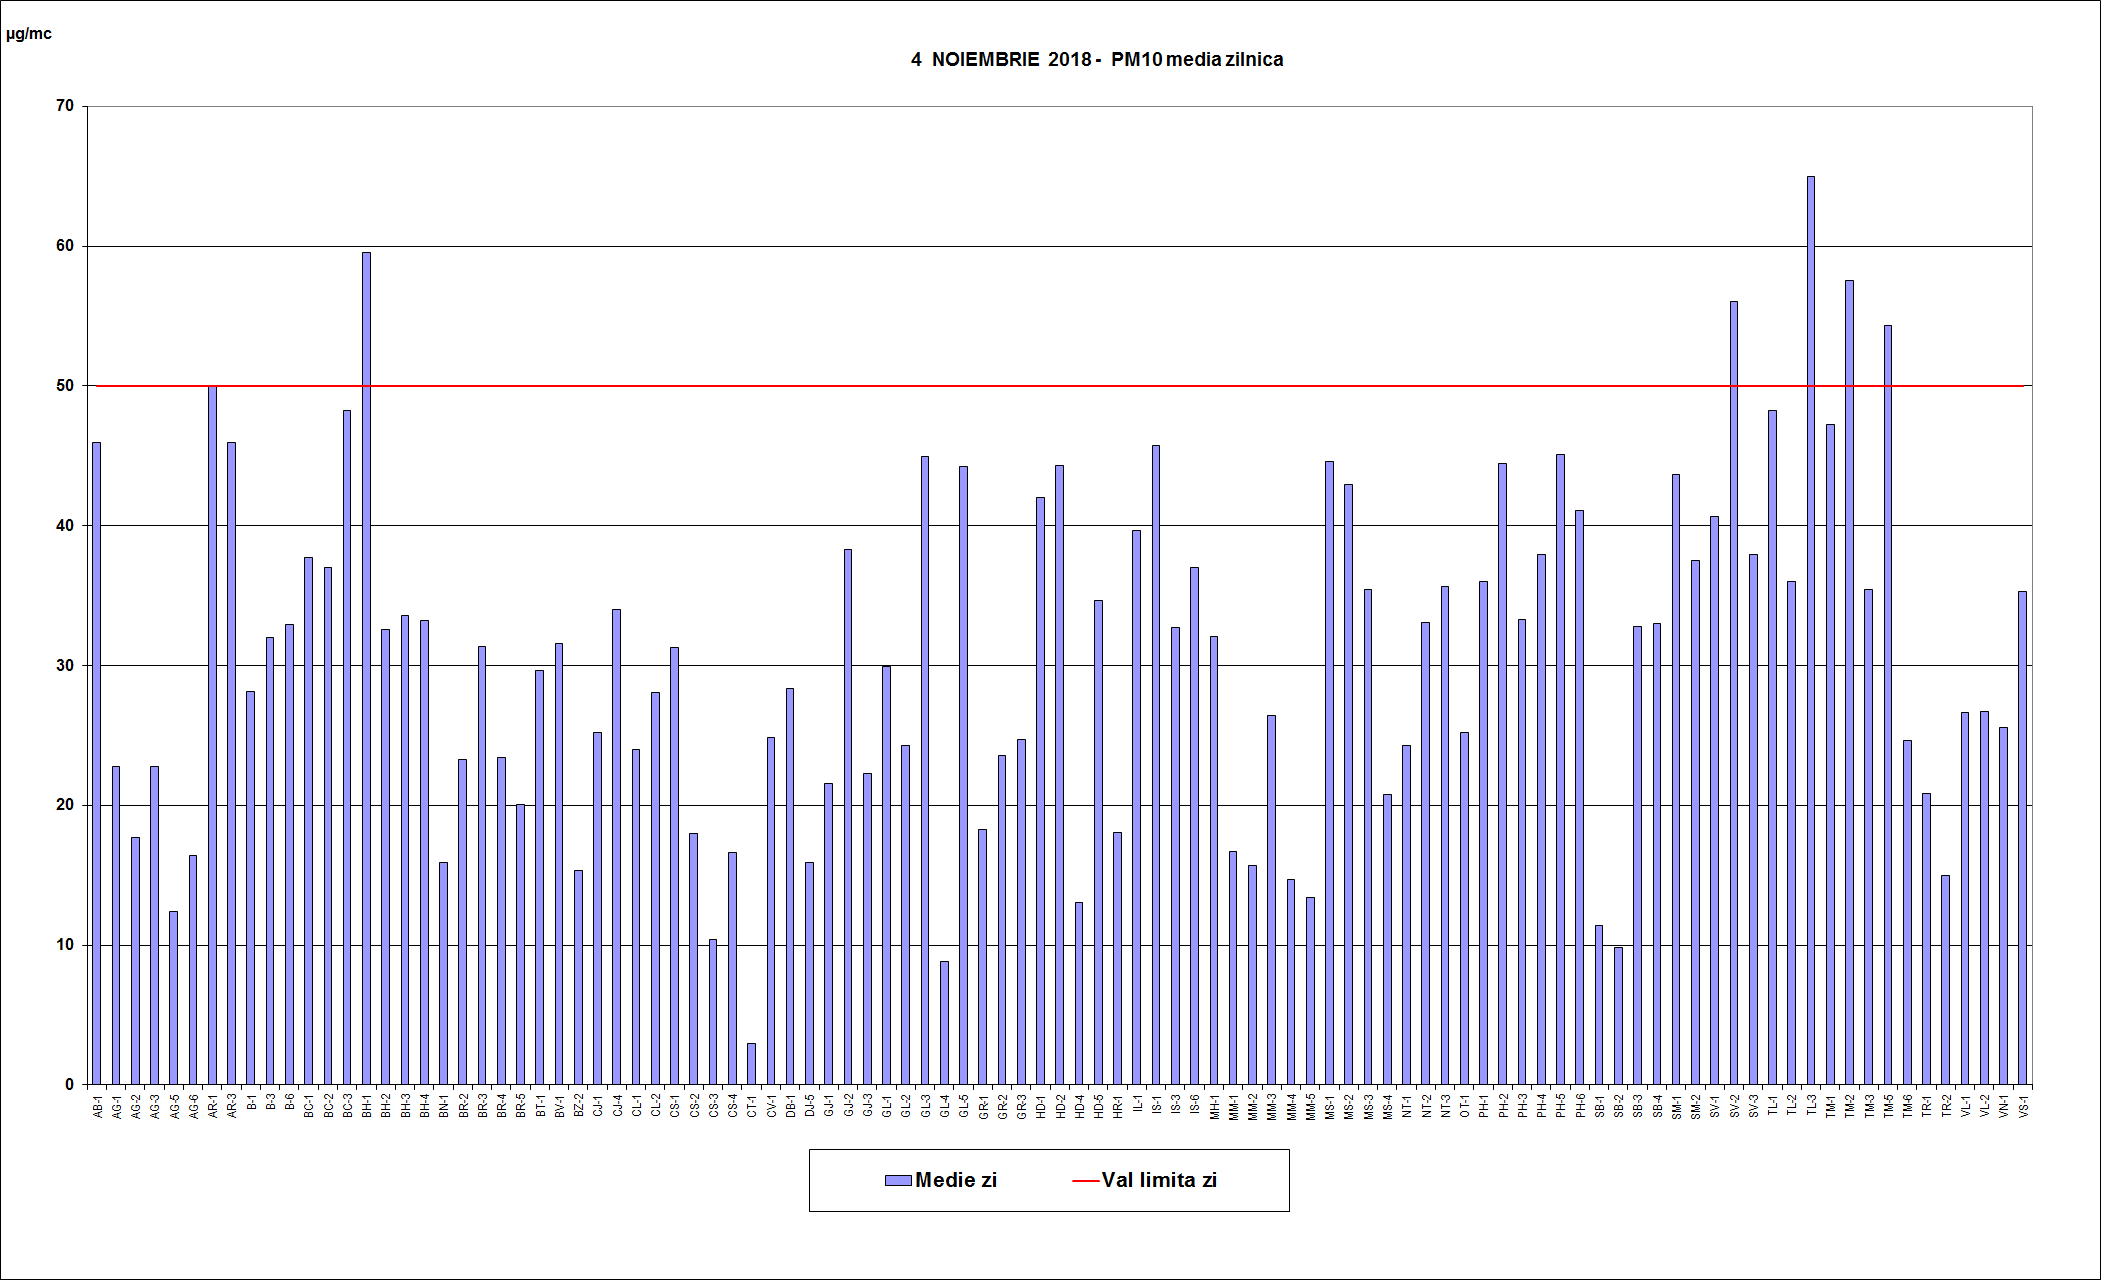 µg/mc
4 NOIEMBRIE 2018 - PM10 media zilnica
70
60
50
40
30
20
10
0
AB-1 AG-1 AG-2 AG-3 AG-5 AG-6 AR-1 AR-3 B-1 B-3 B-6 BC-1 BC-2 BC-3 BH-1 BH-2 BH-3 BH-4 BN-1 BR-2 BR-3 BR-4 BR-5 BT-1 BV-1 BZ-2 CJ-1 CJ-4 CL-1 CL-2 CS-1 CS-2 CS-3 CS-4 CT-1 CV-1 DB-1 DJ-5 GJ-1 GJ-2 GJ-3 GL-1 GL-2 GL-3 GL-4 GL-5 GR-1 GR-2 GR-3 HD-1 HD-2 HD-4 HD-5 HR-1 IL-1 IS-1 IS-3 IS-6 MH-1 MM-1 MM-2 MM-3 MM-4 MM-5 MS-1 MS-2 MS-3 MS-4 NT-1 NT-2 NT-3 OT-1 PH-1 PH-2 PH-3 PH-4 PH-5 PH-6 SB-1 SB-2 SB-3 SB-4 SM-1 SM-2 SV-1 SV-2 SV-3 TL-1 TL-2 TL-3 TM-1 TM-2 TM-3 TM-5 TM-6 TR-1 TR-2 VL-1 VL-2 VN-1 VS-1
Medie zi Val limita zi